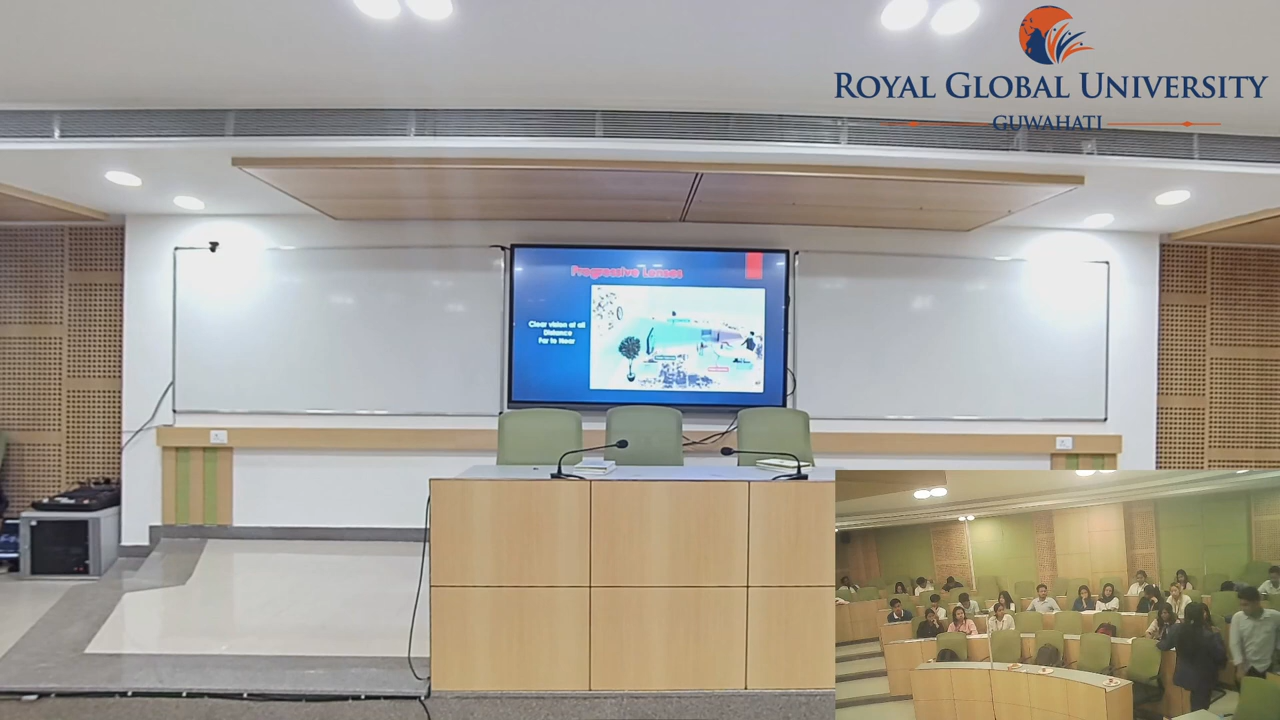 ROYAL GLOBAL UNIVERSITY
GUWAHATI
Progressive Lenses
Clear vision at all
Distance
Far to Near